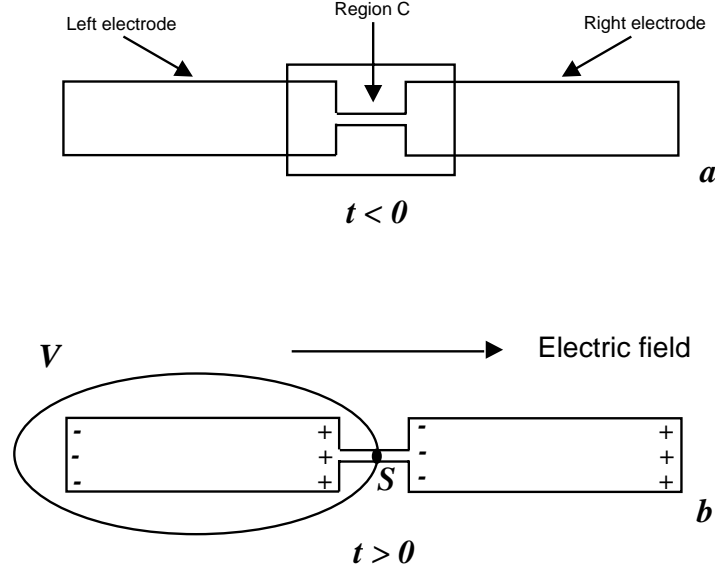 Region C
Left electrode
Right electrode
a
t < 0
V
Electric field
- + - +
- + - +
- + - +
S
b
t > 0